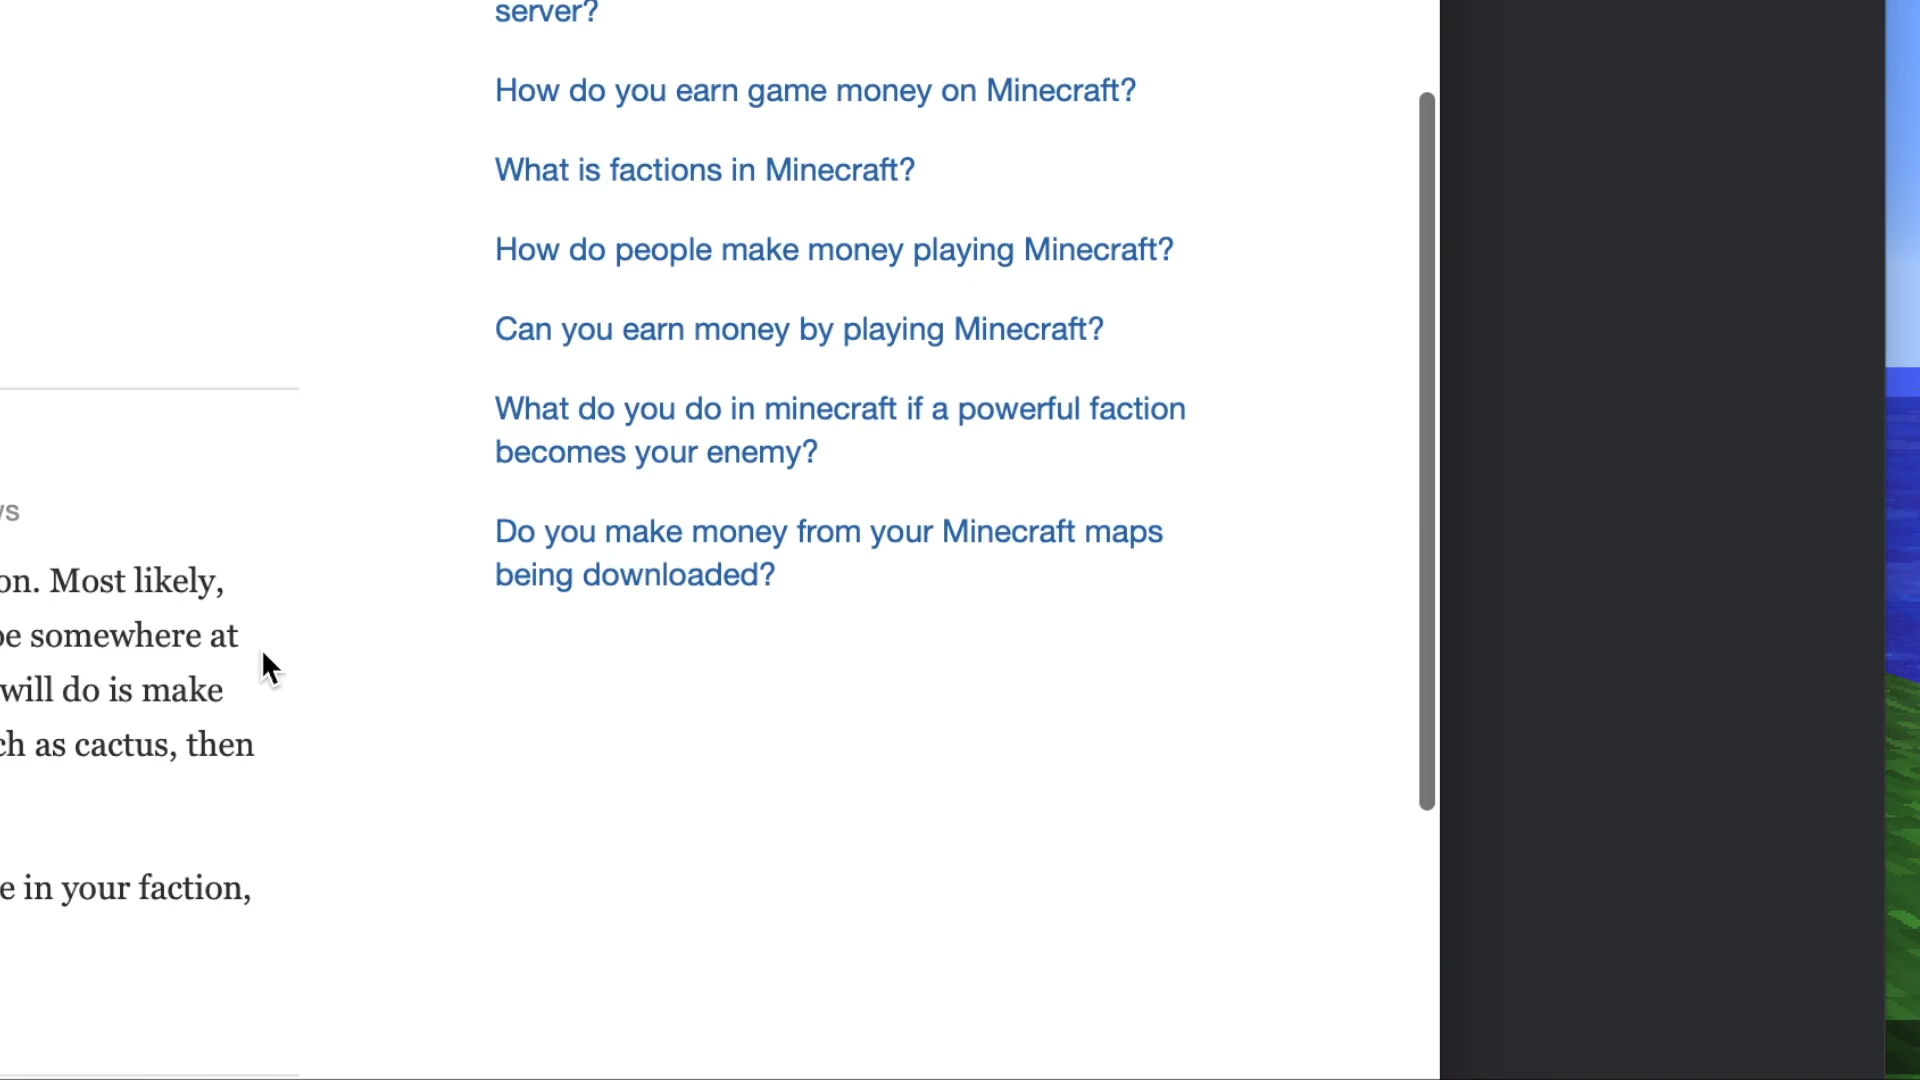 server?
How do you earn game money on Minecraft?
What is factions in Minecraft?
How do people make money playing Minecraft?
Can you earn money by playing Minecraft?
What do you do in minecraft if a powerful faction
becomes your enemy?
Do you make money from your Minecraft maps
being downloaded?
on. Most likely,
be somewhere at
will do is make
ch as cactus, then
e in your faction,